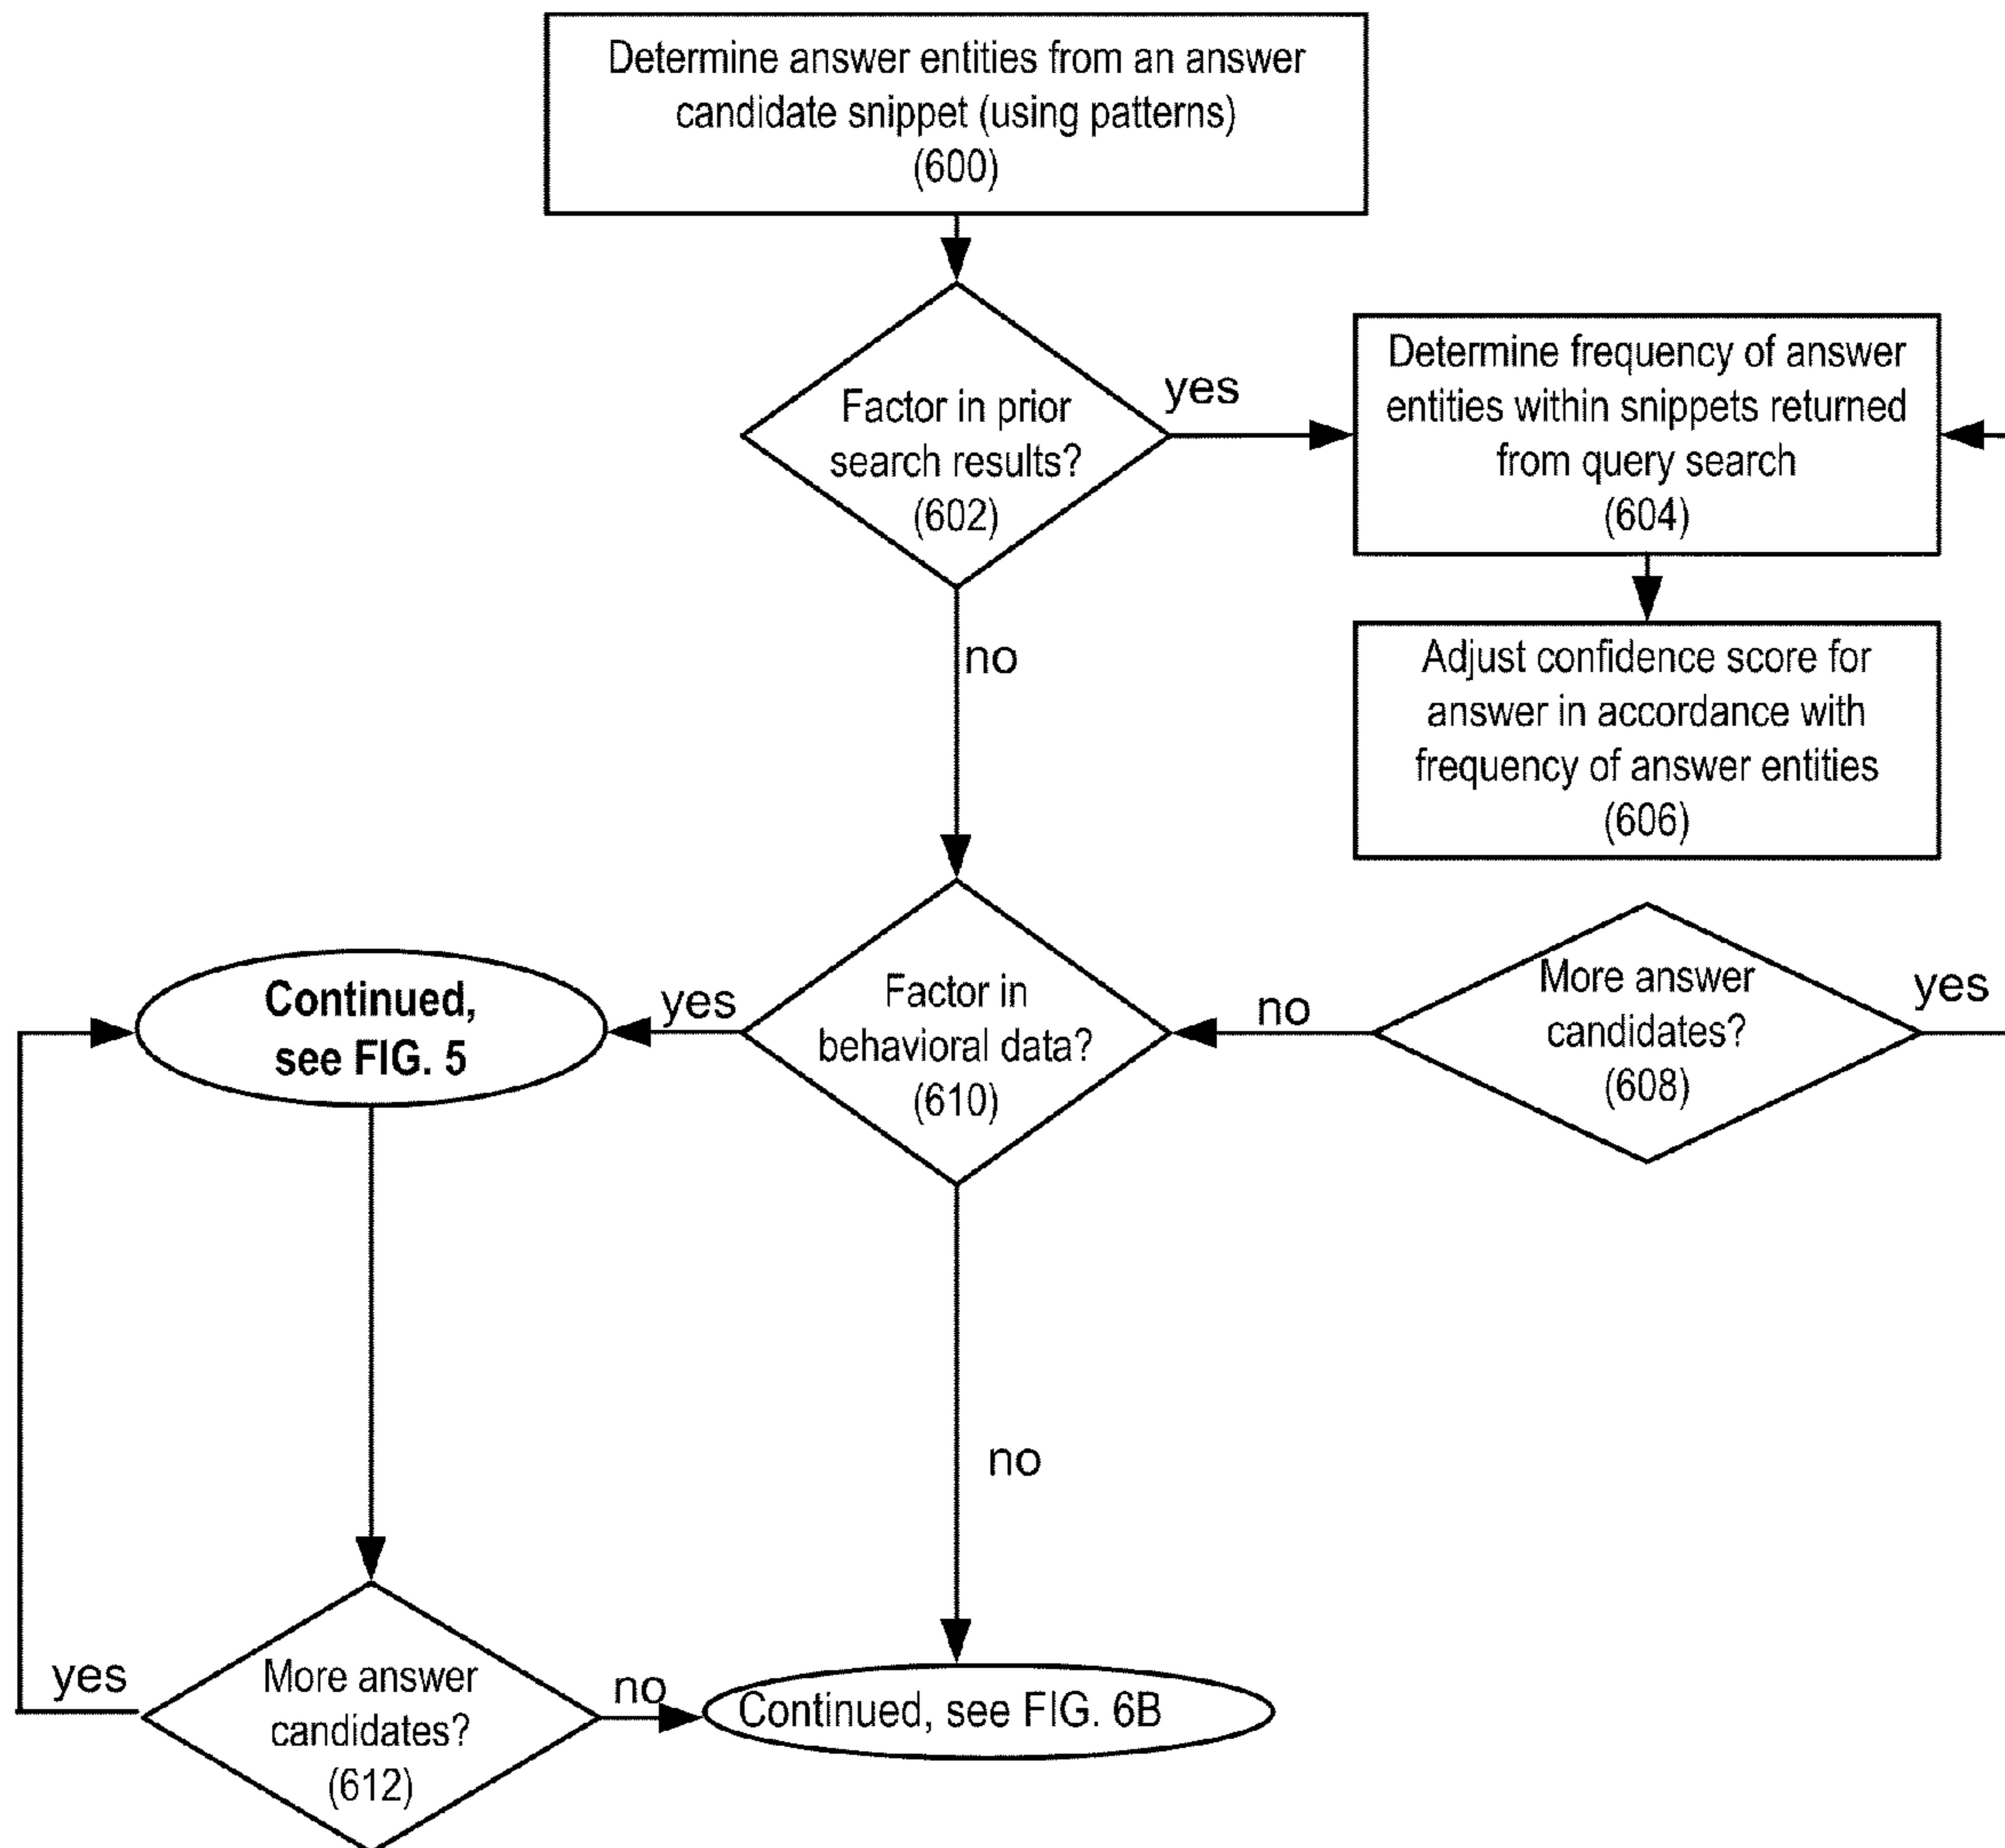 Determine answer entities from an answer
candidate snippet (using patterns)
(600)
Factor in prior
search results?
(602)
yes
Determine frequency of answer
entities within snippets returned
from query search
(604)
no
Adjust confidence score for
answer in accordance with
frequency of answer entities
(606)
Continued,
see FIG. 5
yes
Factor in
behavioral data?
(610)
no
More answer
candidates?
(608)
yes
no
yes
More answer
candidates?
(612)
no
Continued, see FIG. 6B